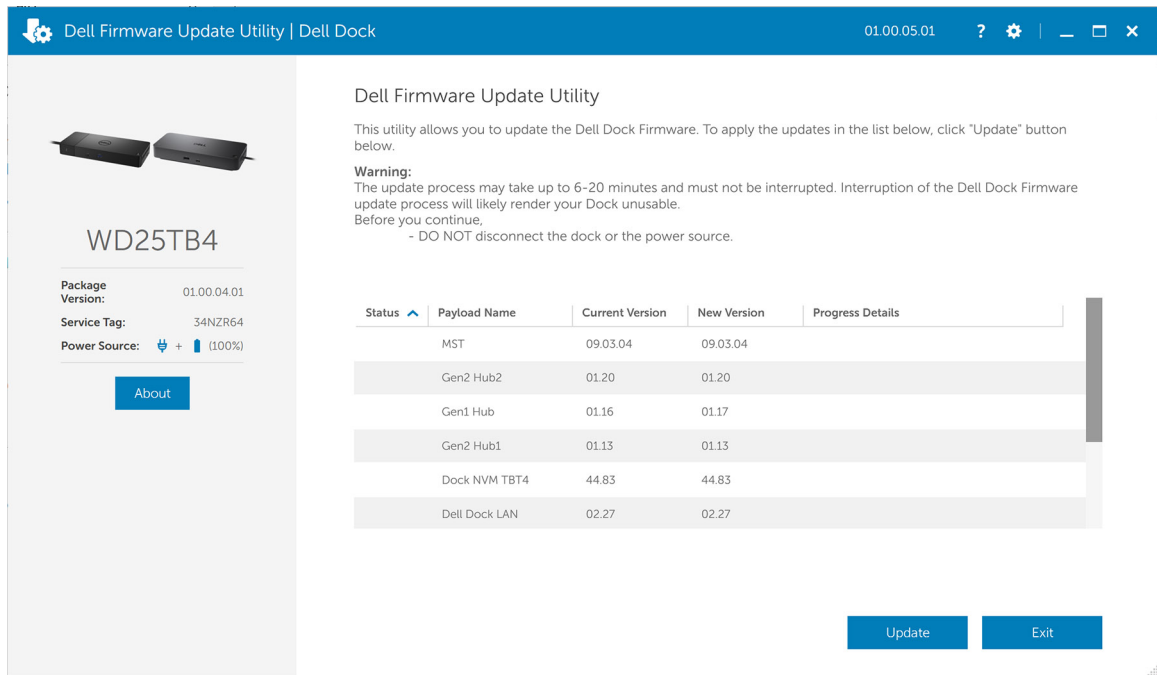 Dell Firmware Update Utility | Dell Dock
01.00.05.01
?
Dell Firmware Update Utility
This utility allows you to update the Dell Dock Firmware. To apply the updates in the list below, click "Update" button
below.
Warning:
The update process may take up to 6-20 minutes and must not be interrupted. Interruption of the Dell Dock Firmware
update process will likely render your Dock unusable.
Before you continue,
- DO NOT disconnect the dock or the power source.
WD25TB4
Package
Version:
01.00.04.01
Service Tag: 34NZR64
Power Source: + (100%)
About
Status Payload Name Current Version New Version Progress Details
MST 09.03.04 09.03.04
Gen2 Hub2 01.20 01.20
Gen1 Hub 01.16 01.17
Gen2 Hub1 01.13 01.13
Dock NVM TBT4 44.83 44.83
Dell Dock LAN 02.27 02.27
Update
Exit